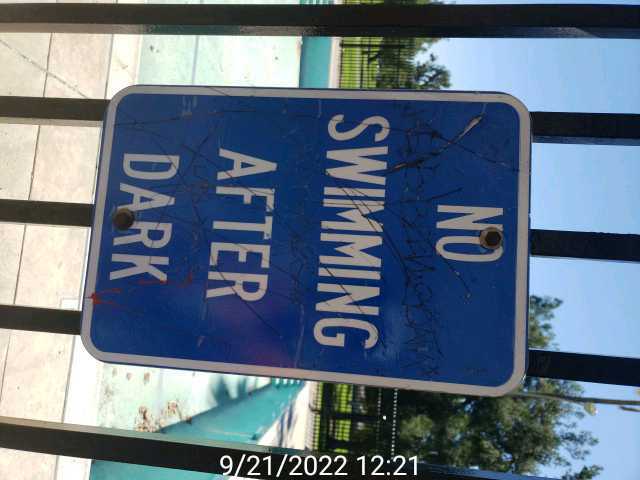 NO
SWIMMING
AFTER
DARK
9/21/2022 12:21